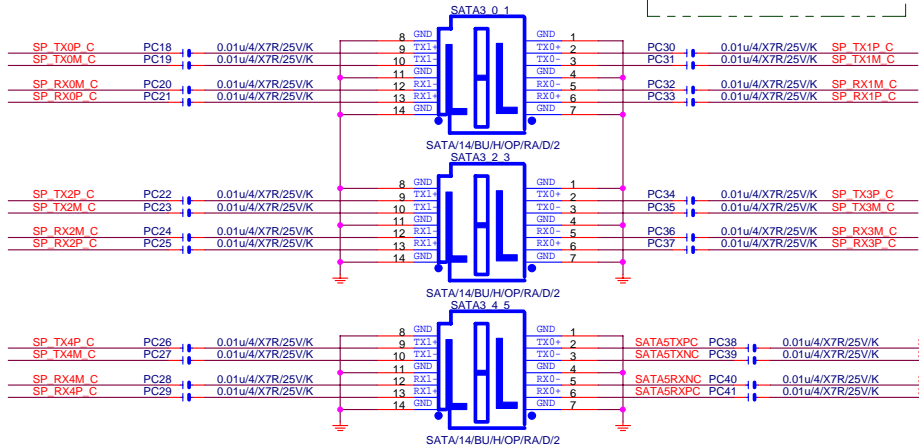 SATA3_0_1
8 GND GND 1
SP_TX0P_C PC18 0.01u/4/X7R/25V/K 9 TX1+ TX0+ 2 PC30 0.01u/4/X7R/25V/K SP_TX1P_C
SP_TX0M_C PC19 0.01u/4/X7R/25V/K 10 TX1- TX0- 3 PC31 0.01u/4/X7R/25V/K SP_TX1M_C
11 GND GND 4
SP_RX0M_C PC20 0.01u/4/X7R/25V/K 12 RX1- RX0- 5 PC32 0.01u/4/X7R/25V/K SP_RX1M_C
SP_RX0P_C PC21 0.01u/4/X7R/25V/K 13 RX1+ RX0+ 6 PC33 0.01u/4/X7R/25V/K SP_RX1P_C
14 GND GND 7
SATA/14/BU/H/OP/RA/D/2
SATA3_2_3
8 GND GND 1
SP_TX2P_C PC22 0.01u/4/X7R/25V/K 9 TX1+ TX0+ 2 PC34 0.01u/4/X7R/25V/K SP_TX3P_C
SP_TX2M_C PC23 0.01u/4/X7R/25V/K 10 TX1- TX0- 3 PC35 0.01u/4/X7R/25V/K SP_TX3M_C
11 GND GND 4
SP_RX2M_C PC24 0.01u/4/X7R/25V/K 12 RX1- RX0- 5 PC36 0.01u/4/X7R/25V/K SP_RX3M_C
SP_RX2P_C PC25 0.01u/4/X7R/25V/K 13 RX1+ RX0+ 6 PC37 0.01u/4/X7R/25V/K SP_RX3P_C
14 GND GND 7
SATA/14/BU/H/OP/RA/D/2
SATA3_4_5
8 GND GND 1
SP_TX4P_C PC26 0.01u/4/X7R/25V/K 9 TX1+ TX0+ 2 SATA5TXPC PC38 0.01u/4/X7R/25V/K
SP_TX4M_C PC27 0.01u/4/X7R/25V/K 10 TX1- TX0- 3 SATA5TXNC PC39 0.01u/4/X7R/25V/K
11 GND GND 4
SP_RX4M_C PC28 0.01u/4/X7R/25V/K 12 RX1- RX0- 5 SATA5RXNC PC40 0.01u/4/X7R/25V/K
SP_RX4P_C PC29 0.01u/4/X7R/25V/K 13 RX1+ RX0+ 6 SATA5RXPC PC41 0.01u/4/X7R/25V/K
14 GND GND 7
SATA/14/BU/H/OP/RA/D/2